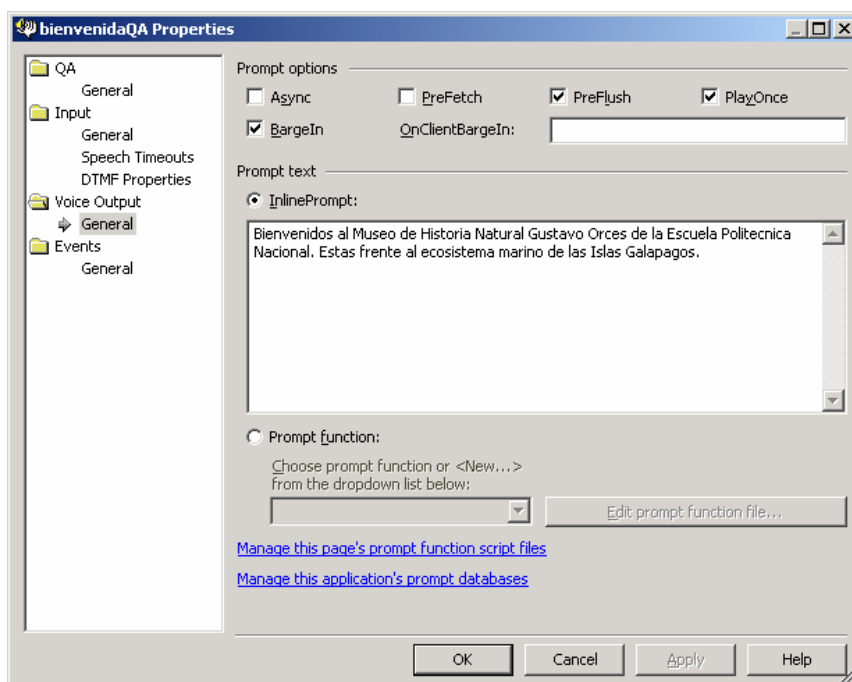 bienvenidaQA Properties
QA
General
Input
General
Speech Timeouts
DTMF Properties
Voice Output
General
Events
General
Prompt options
Async PreFetch PreFlush PlayOnce
BargeIn OnClientBargeIn:
Prompt text
InlinePrompt:
Bienvenidos al Museo de Historia Natural Gustavo Orces de la Escuela Politecnica
Nacional. Estas frente al ecosistema marino de las Islas Galapagos.
Prompt function:
Choose prompt function or <New...>
from the dropdown list below:
Edit prompt function file...
Manage this page's prompt function script files
Manage this application's prompt databases
OK Cancel Apply Help